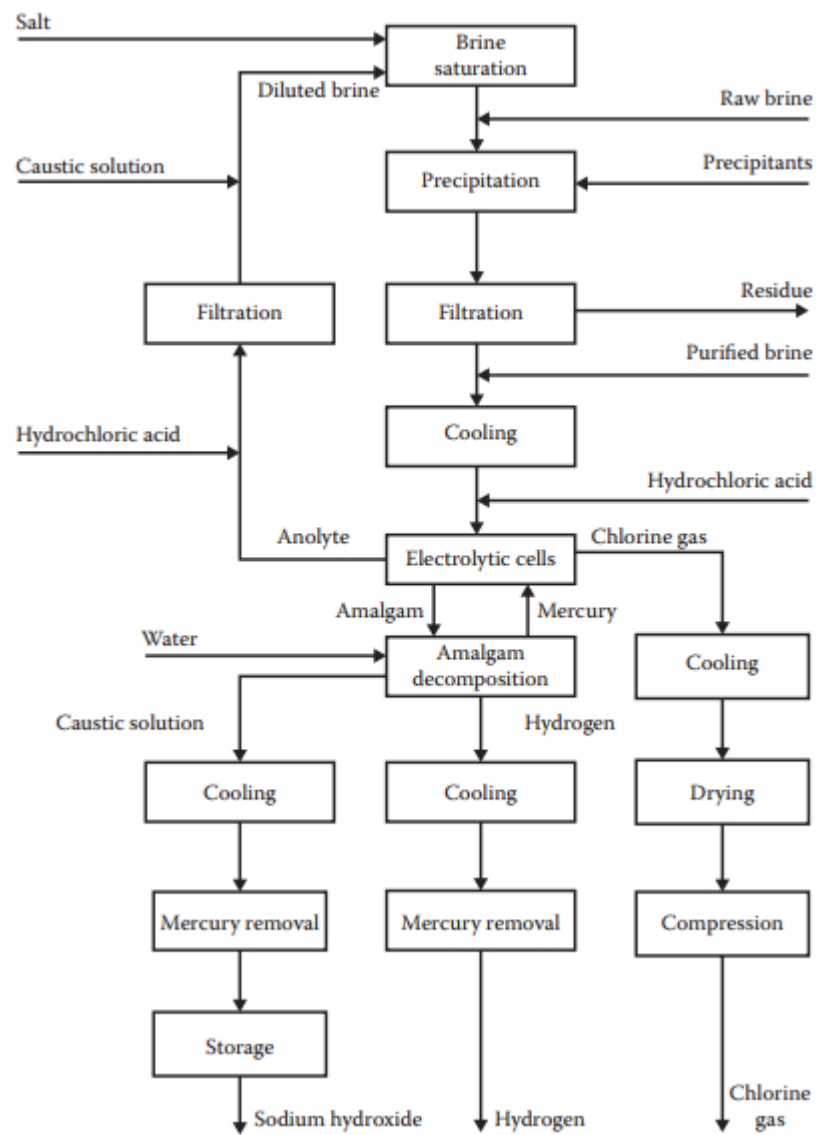 Salt
Brine
saturation
Diluted brine
Raw brine
Caustic solution
Precipitation
Precipitants
Filtration
Filtration
Residue
Purified brine
Cooling
Hydrochloric acid
Hydrochloric acid
Anolyte
Electrolytic cells
Chlorine gas
Amalgam
Mercury
Water
Amalgam
decomposition
Cooling
Caustic solution
Hydrogen
Cooling
Cooling
Drying
Mercury removal
Mercury removal
Compression
Storage
Sodium hydroxide
Hydrogen
Chlorine
gas